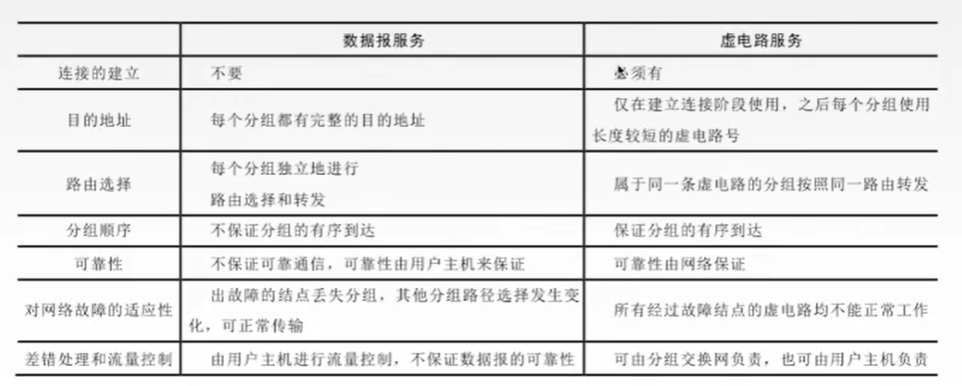 数据报服务 虚电路服务
连接的建立 不要 必须有
目的地址 每个分组都有完整的目的地址 仅在建立连接阶段使用，之后每个分组使用
长度较短的虚电路号
路由选择 每个分组独立地进行
路由选择和转发 属于同一条虚电路的分组按照同一路由转发
分组顺序 不保证分组的有序到达 保证分组的有序到达
可靠性 不保证可靠通信，可靠性由用户主机来保证 可靠性由网络保证
对网络故障的适应性 出故障的结点丢失分组，其他分组路径选择发生变
化，可正常传输 所有经过故障结点的虚电路均不能正常工作
差错处理和流量控制 由用户主机进行流量控制，不保证数据报的可靠性 可由分组交换网负责，也可由用户主机负责